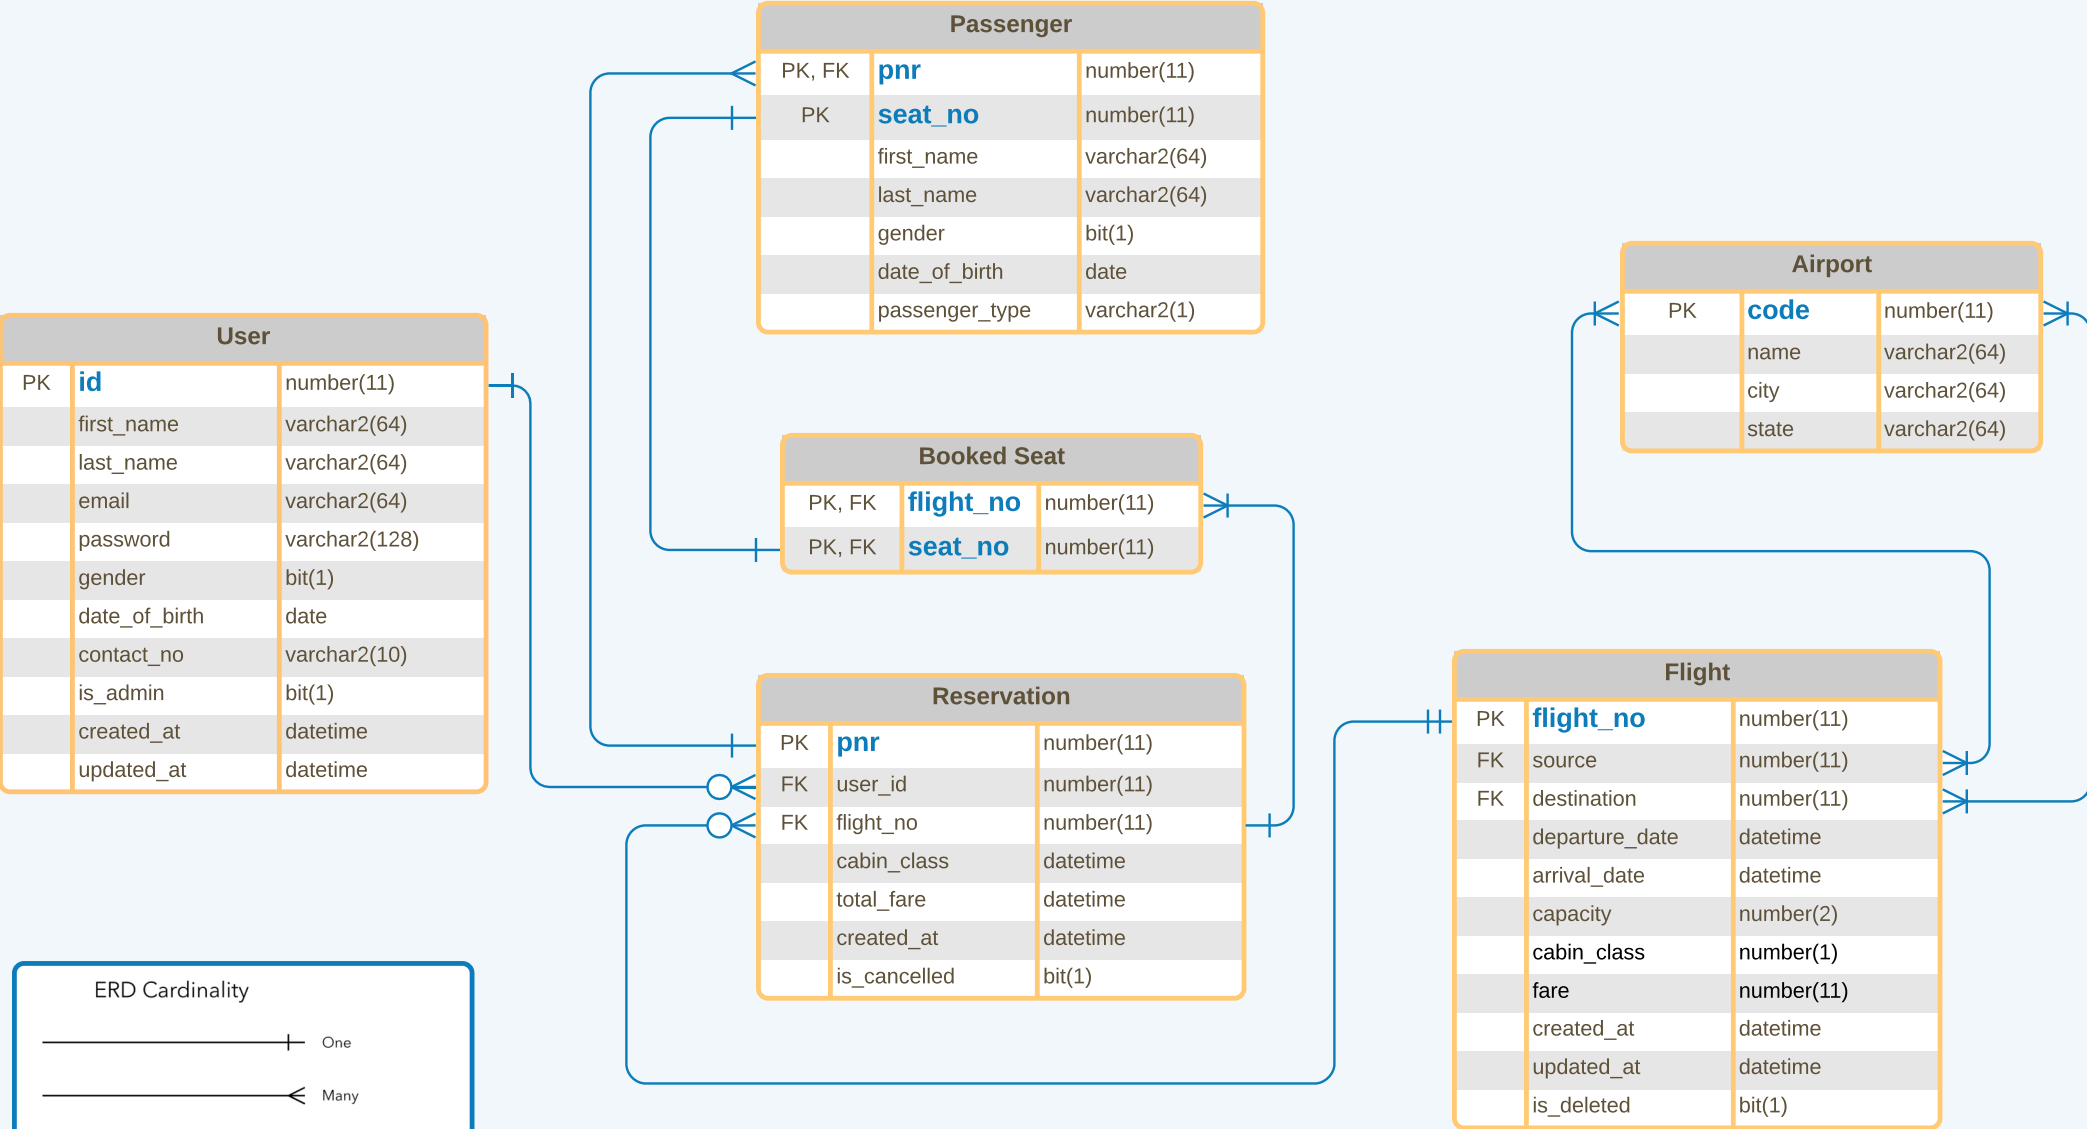 Passenger
PK, FK pnr number(11)
PK seat_no number(11)
first_name varchar2(64)
last_name varchar2(64)
gender bit(1)
date_of_birth date
passenger_type varchar2(1)
Airport
PK code number(11)
name varchar2(64)
city varchar2(64)
state varchar2(64)
User
PK id number(11)
first_name varchar2(64)
last_name varchar2(64)
email varchar2(64)
password varchar2(128)
gender bit(1)
date_of_birth date
contact_no varchar2(10)
is_admin bit(1)
created_at datetime
updated_at datetime
Booked Seat
PK, FK flight_no number(11)
PK, FK seat_no number(11)
Reservation
PK pnr number(11)
FK user_id number(11)
FK flight_no number(11)
cabin_class datetime
total_fare datetime
created_at datetime
is_cancelled bit(1)
Flight
PK flight_no number(11)
FK source number(11)
FK destination number(11)
departure_date datetime
arrival_date datetime
capacity number(2)
cabin_class number(1)
fare number(11)
created_at datetime
updated_at datetime
is_deleted bit(1)
ERD Cardinality
One
Many